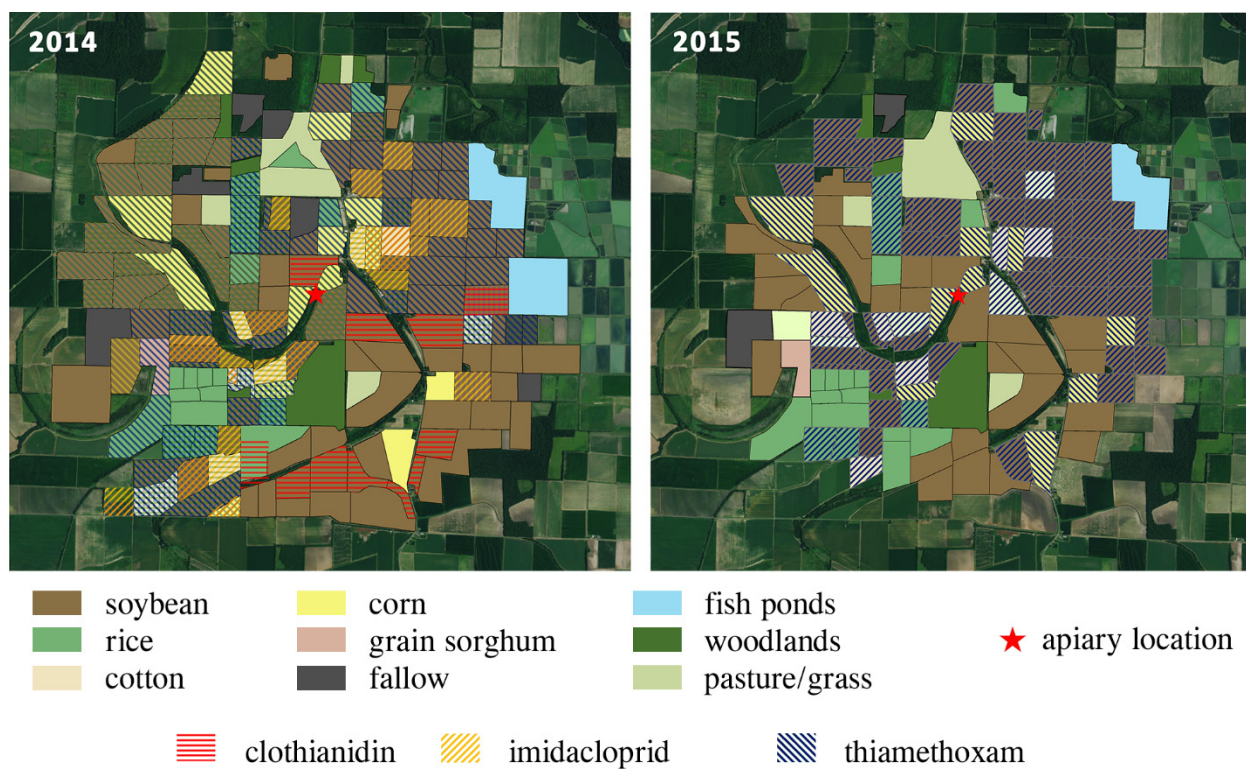 2014 2015
soybean corn fish ponds
rice grain sorghum woodlands apiary location
cotton fallow pasture/grass
clothianidin imidacloprid thiamethoxam